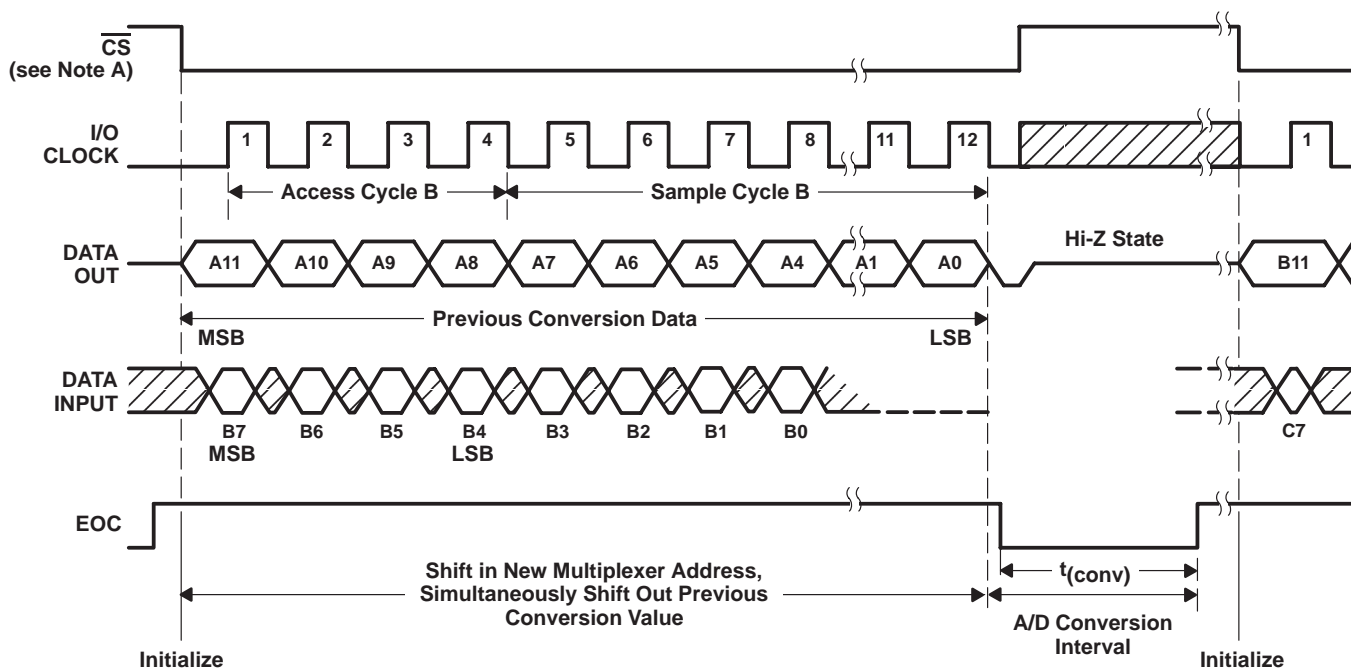 CS
(see Note A)
I/O
CLOCK
1 2 3 4 5 6 7 8 11 12 1
Access Cycle B Sample Cycle B
DATA
OUT
A11 A10 A9 A8 A7 A6 A5 A4 A1 A0 Hi-Z State B11
Previous Conversion Data
MSB LSB
DATA
INPUT
B7 B6 B5 B4 B3 B2 B1 B0 C7
MSB LSB
EOC
Shift in New Multiplexer Address,
Simultaneously Shift Out Previous
Conversion Value
t(conv)
A/D Conversion
Interval
Initialize Initialize